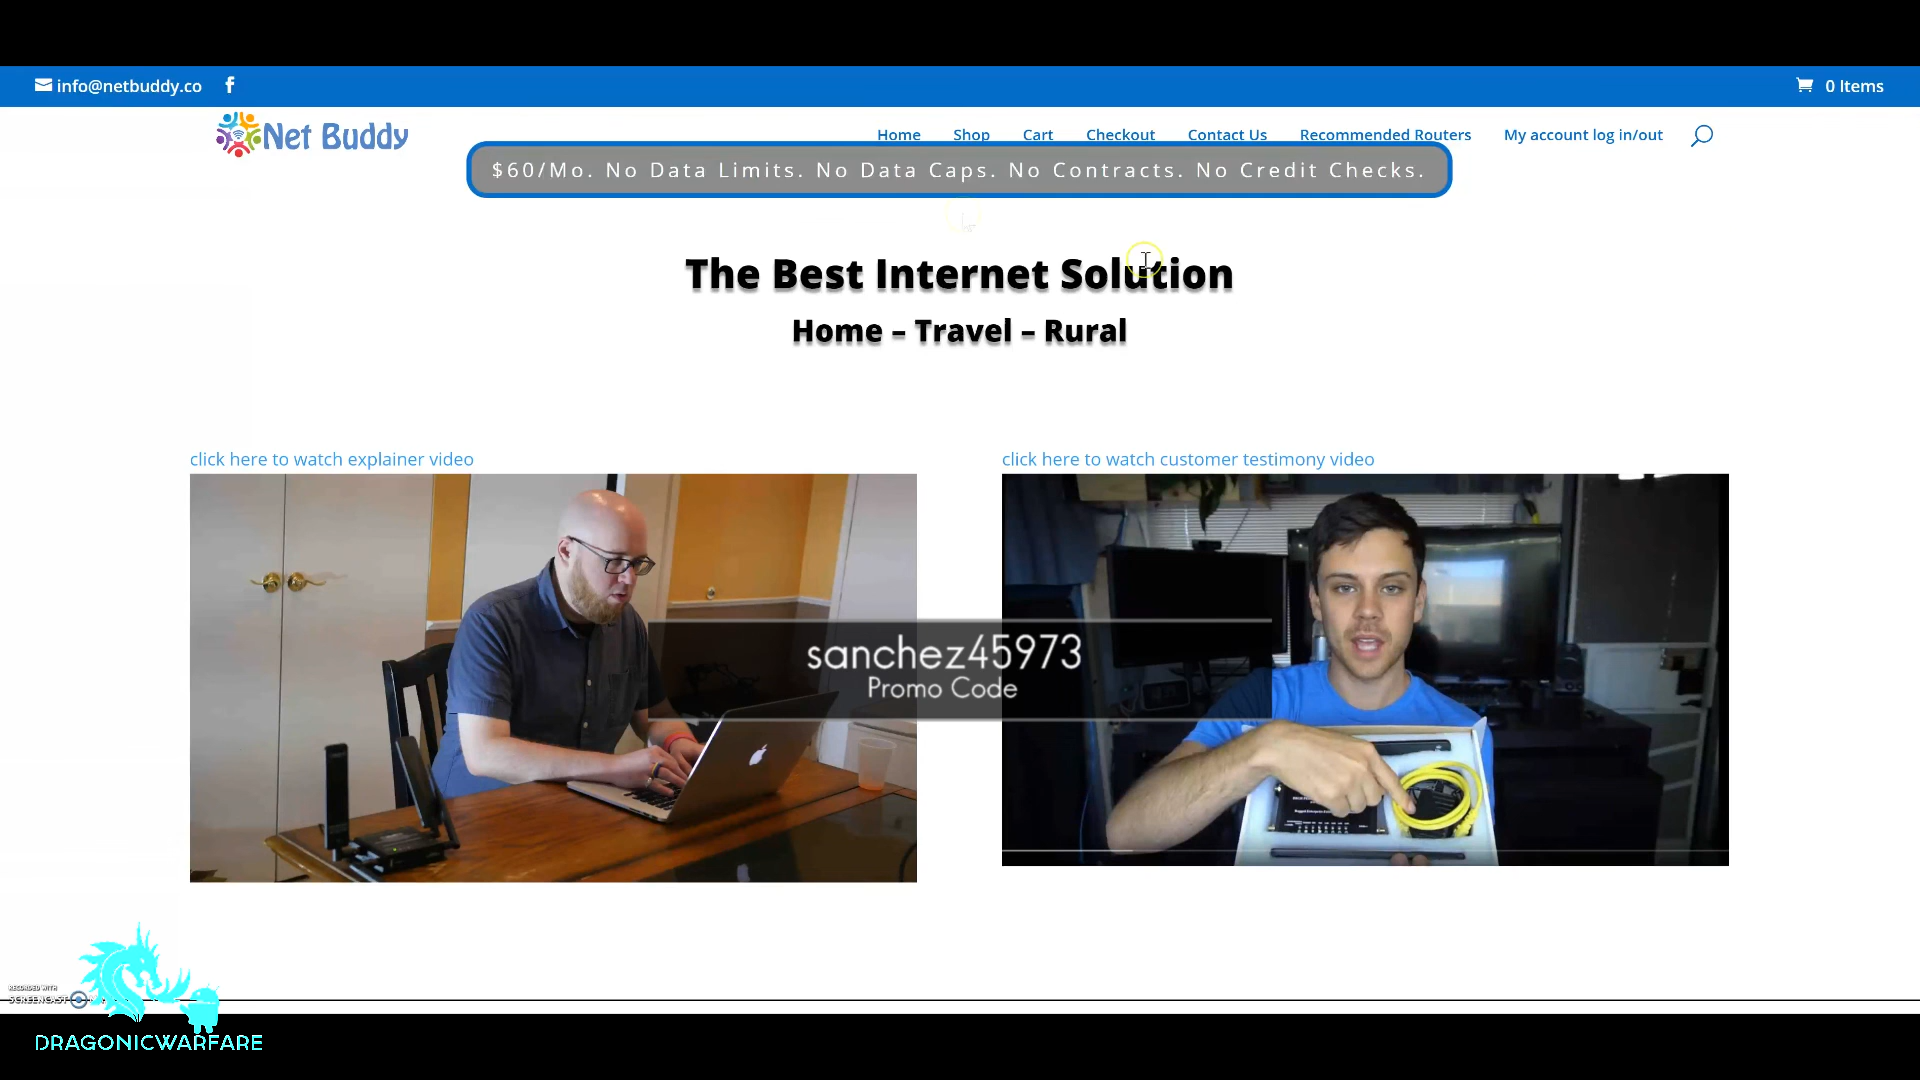 info@netbuddy.co
0 Items
Net Buddy
Home Shop Cart Checkout Contact Us Recommended Routers My account log in/out
$60/Mo. No Data Limits. No Data Caps. No Contracts. No Credit Checks.
The Best Internet Solution
Home – Travel – Rural
click here to watch explainer video
click here to watch customer testimony video
sanchez45973
Promo Code
RECORDED WITH
DRAGONICWARFARE